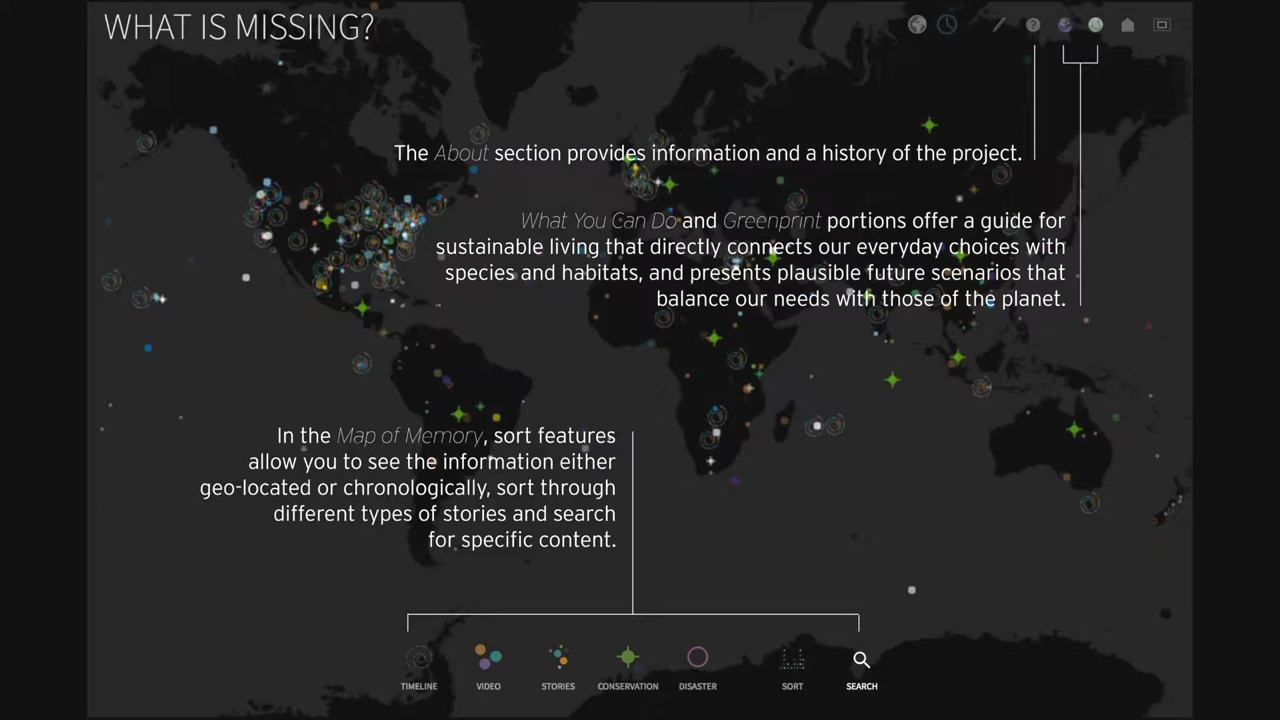 WHAT IS MISSING?
The About section provides information and a history of the project.
What You Can Do and Greenprint portions offer a guide for
sustainable living that directly connects our everyday choices with
species and habitats, and presents plausible future scenarios that
balance our needs with those of the planet.
In the Map of Memory, sort features
allow you to see the information either
geo-located or chronologically, sort through
different types of stories and search
for specific content.
TIMELINE VIDEO STORIES CONSERVATION DISASTER SORT SEARCH